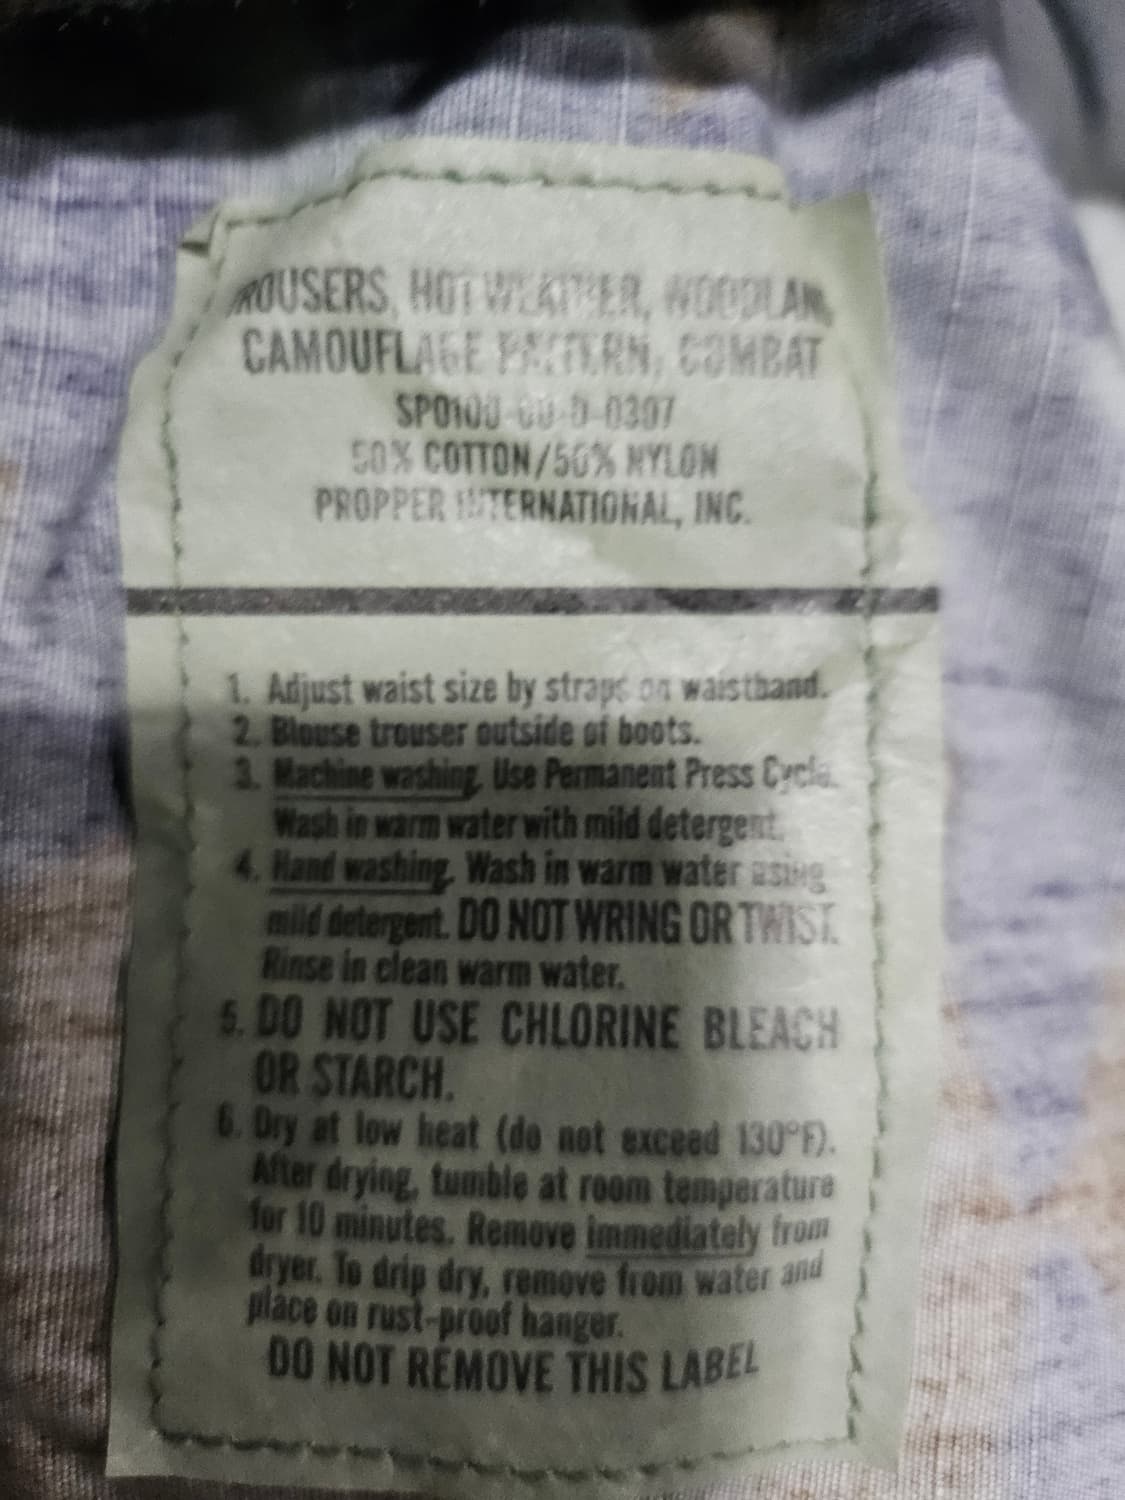 TROUSERS, HOT WEATHER, WOODLAND
CAMOUFLAGE PATTERN, COMBAT
SP0100-00-D-0307
50% COTTON/50% NYLON
PROPPER INTERNATIONAL, INC.
1. Adjust waist size by straps on waistband.
2. Blouse trouser outside of boots.
3. Machine washing. Use Permanent Press Cycle.
Wash in warm water with mild detergent.
4. Hand washing. Wash in warm water using
mild detergent. DO NOT WRING OR TWIST.
Rinse in clean warm water.
5. DO NOT USE CHLORINE BLEACH
OR STARCH.
6. Dry at low heat (do not exceed 130°F).
After drying, tumble at room temperature
for 10 minutes. Remove immediately from
dryer. To drip dry, remove from water and
place on rust-proof hanger.
DO NOT REMOVE THIS LABEL